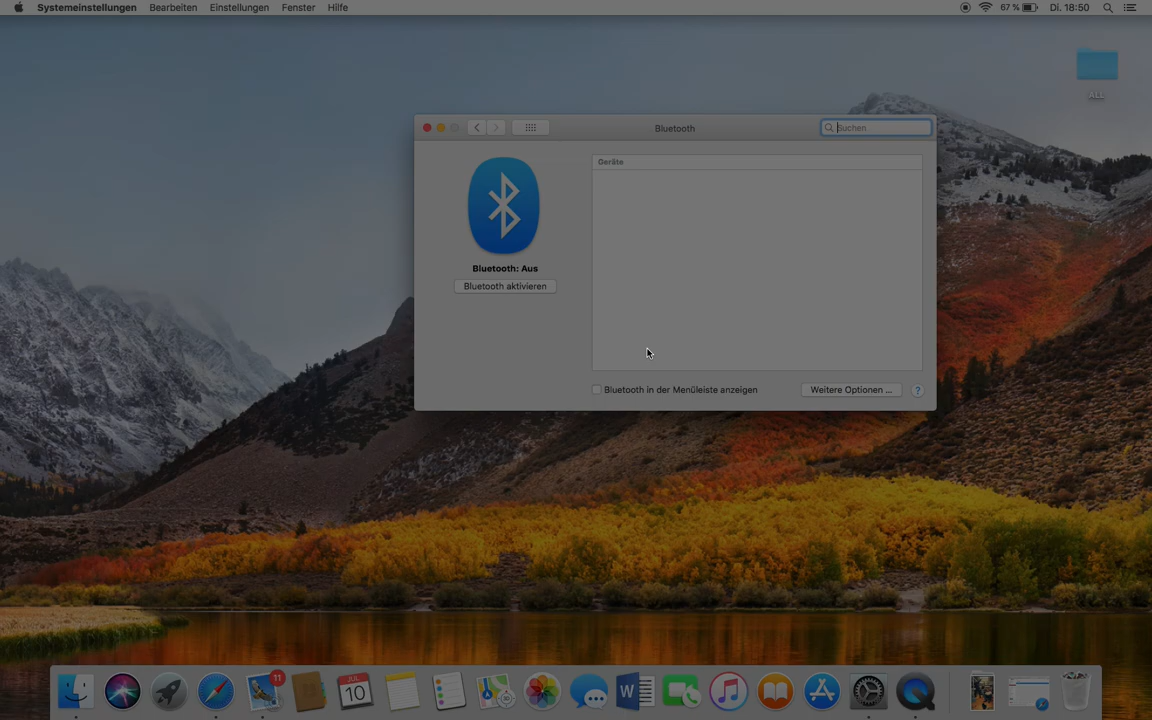 Systemeinstellungen Bearbeiten Einstellungen Fenster Hilfe 67 % Di. 18:50
ALL
Bluetooth
Suchen
Geräte
Bluetooth: Aus
Bluetooth aktivieren
Bluetooth in der Menüleiste anzeigen
Weitere Optionen ...
?
11
JUL
10
W